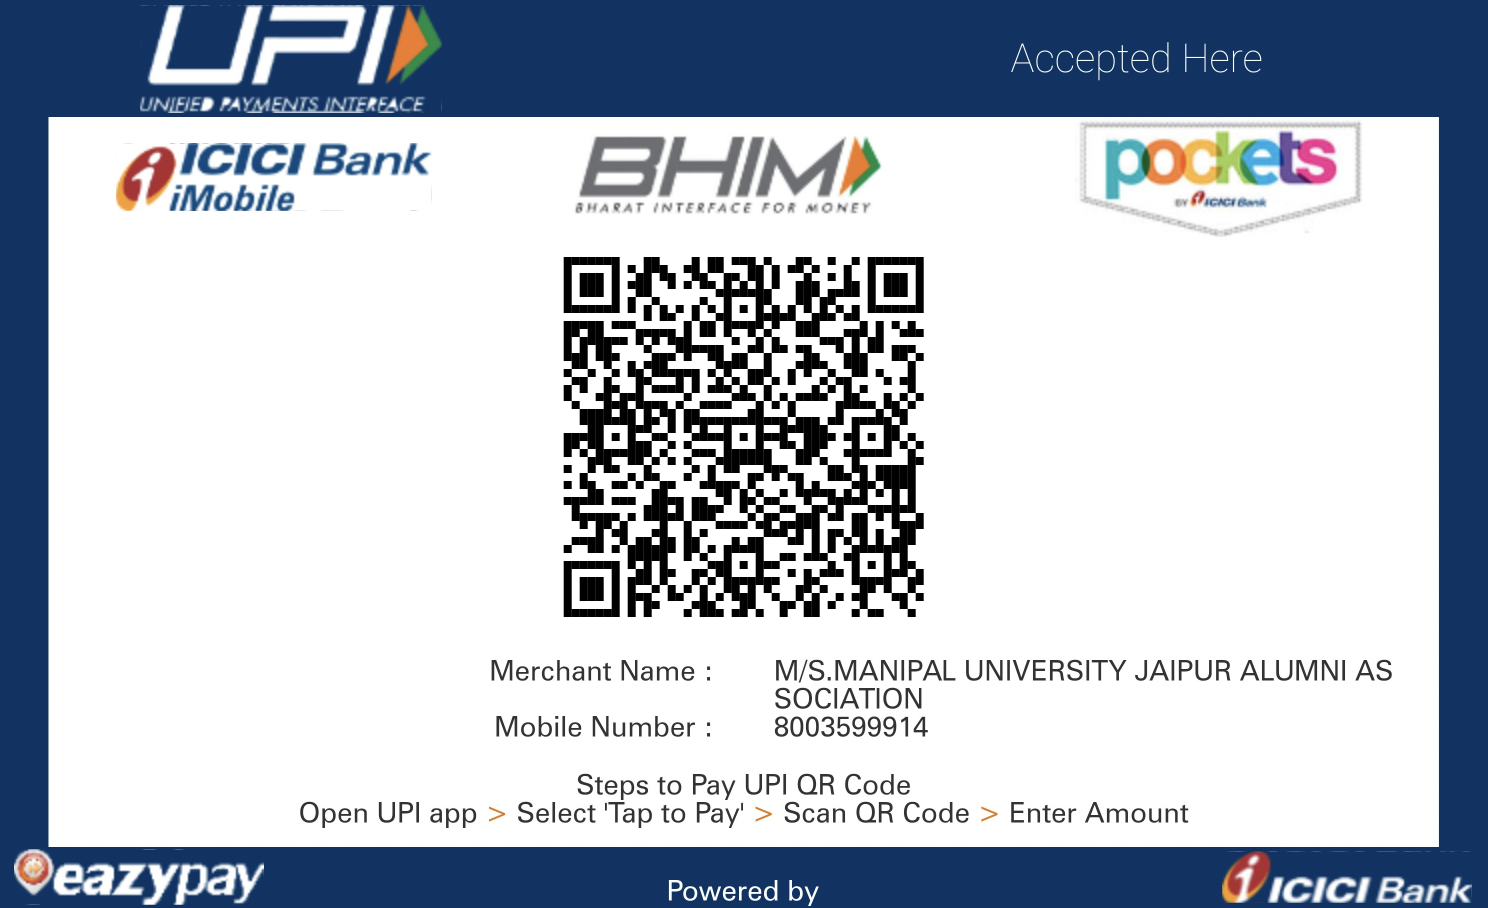 UPI
UNIFIED PAYMENTS INTERFACE
Accepted Here
ICICI Bank
iMobile
BHIM
BHARAT INTERFACE FOR MONEY
pockets
BY ICICI Bank
Merchant Name : M/S.MANIPAL UNIVERSITY JAIPUR ALUMNI AS
SOCIATION
Mobile Number : 8003599914
Steps to Pay UPI QR Code
Open UPI app > Select 'Tap to Pay' > Scan QR Code > Enter Amount
eazypay
Powered by
ICICI Bank